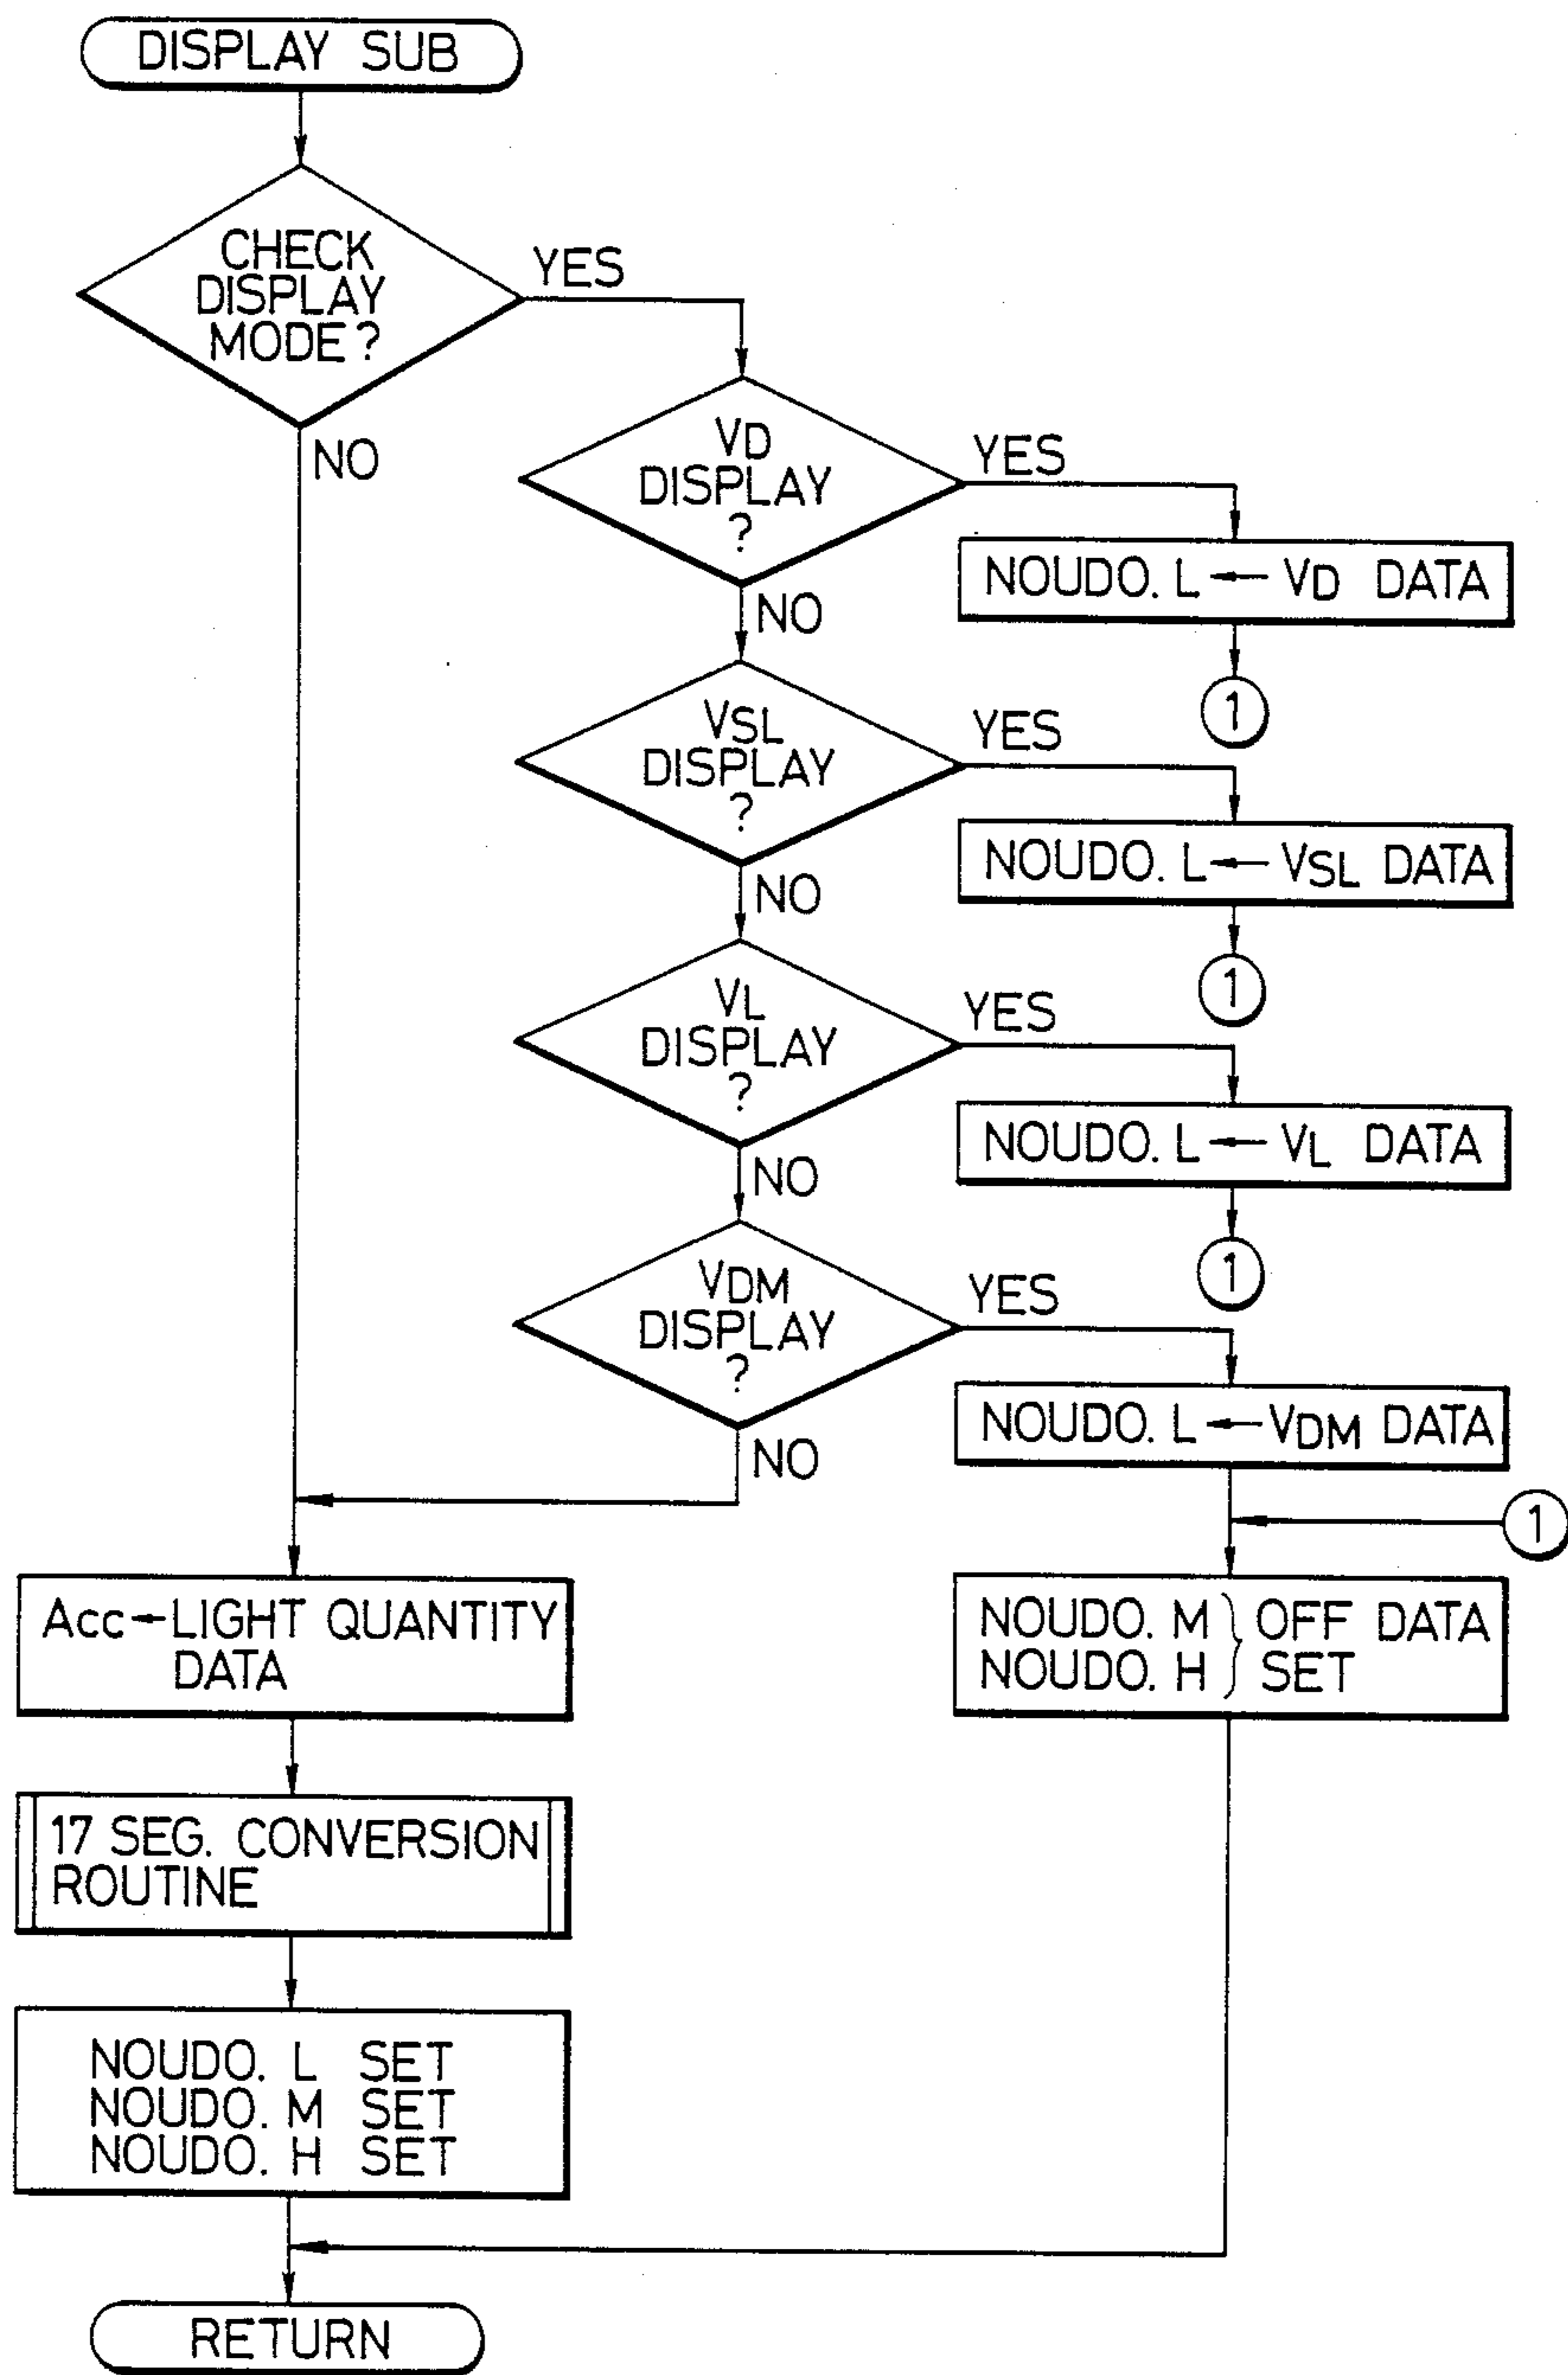 DISPLAY SUB
CHECK
DISPLAY
MODE?
YES
NO
VD
DISPLAY
?
YES
NO
NOUDO. L ← VD DATA
1
VSL
DISPLAY
?
YES
NO
NOUDO. L ← VSL DATA
1
VL
DISPLAY
?
YES
NO
NOUDO. L ← VL DATA
1
VDM
DISPLAY
?
YES
NO
NOUDO. L ← VDM DATA
1
NOUDO. M } OFF DATA
NOUDO. H } SET
Acc ← LIGHT QUANTITY
DATA
17 SEG. CONVERSION
ROUTINE
NOUDO. L SET
NOUDO. M SET
NOUDO. H SET
RETURN